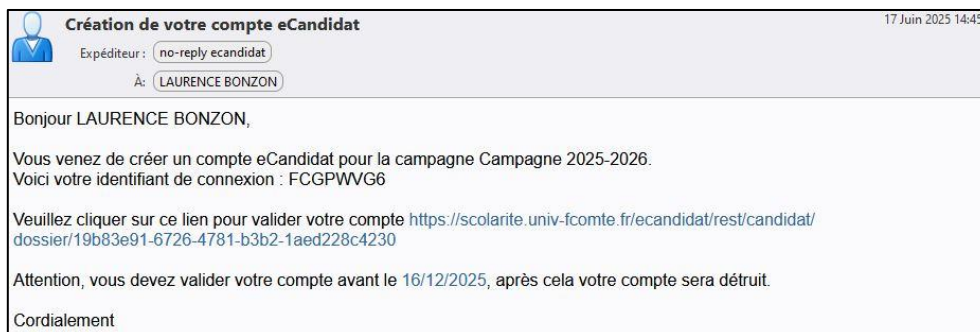 Création de votre compte eCandidat
17 Juin 2025 14:45
Expéditeur : no-reply ecandidat
À: LAURENCE BONZON
Bonjour LAURENCE BONZON,
Vous venez de créer un compte eCandidat pour la campagne Campagne 2025-2026.
Voici votre identifiant de connexion : FCGPWVG6
Veuillez cliquer sur ce lien pour valider votre compte https://scolarite.univ-fcomte.fr/ecandidat/rest/candidat/
dossier/19b83e91-6726-4781-b3b2-1aed228c4230
Attention, vous devez valider votre compte avant le 16/12/2025, après cela votre compte sera détruit.
Cordialement